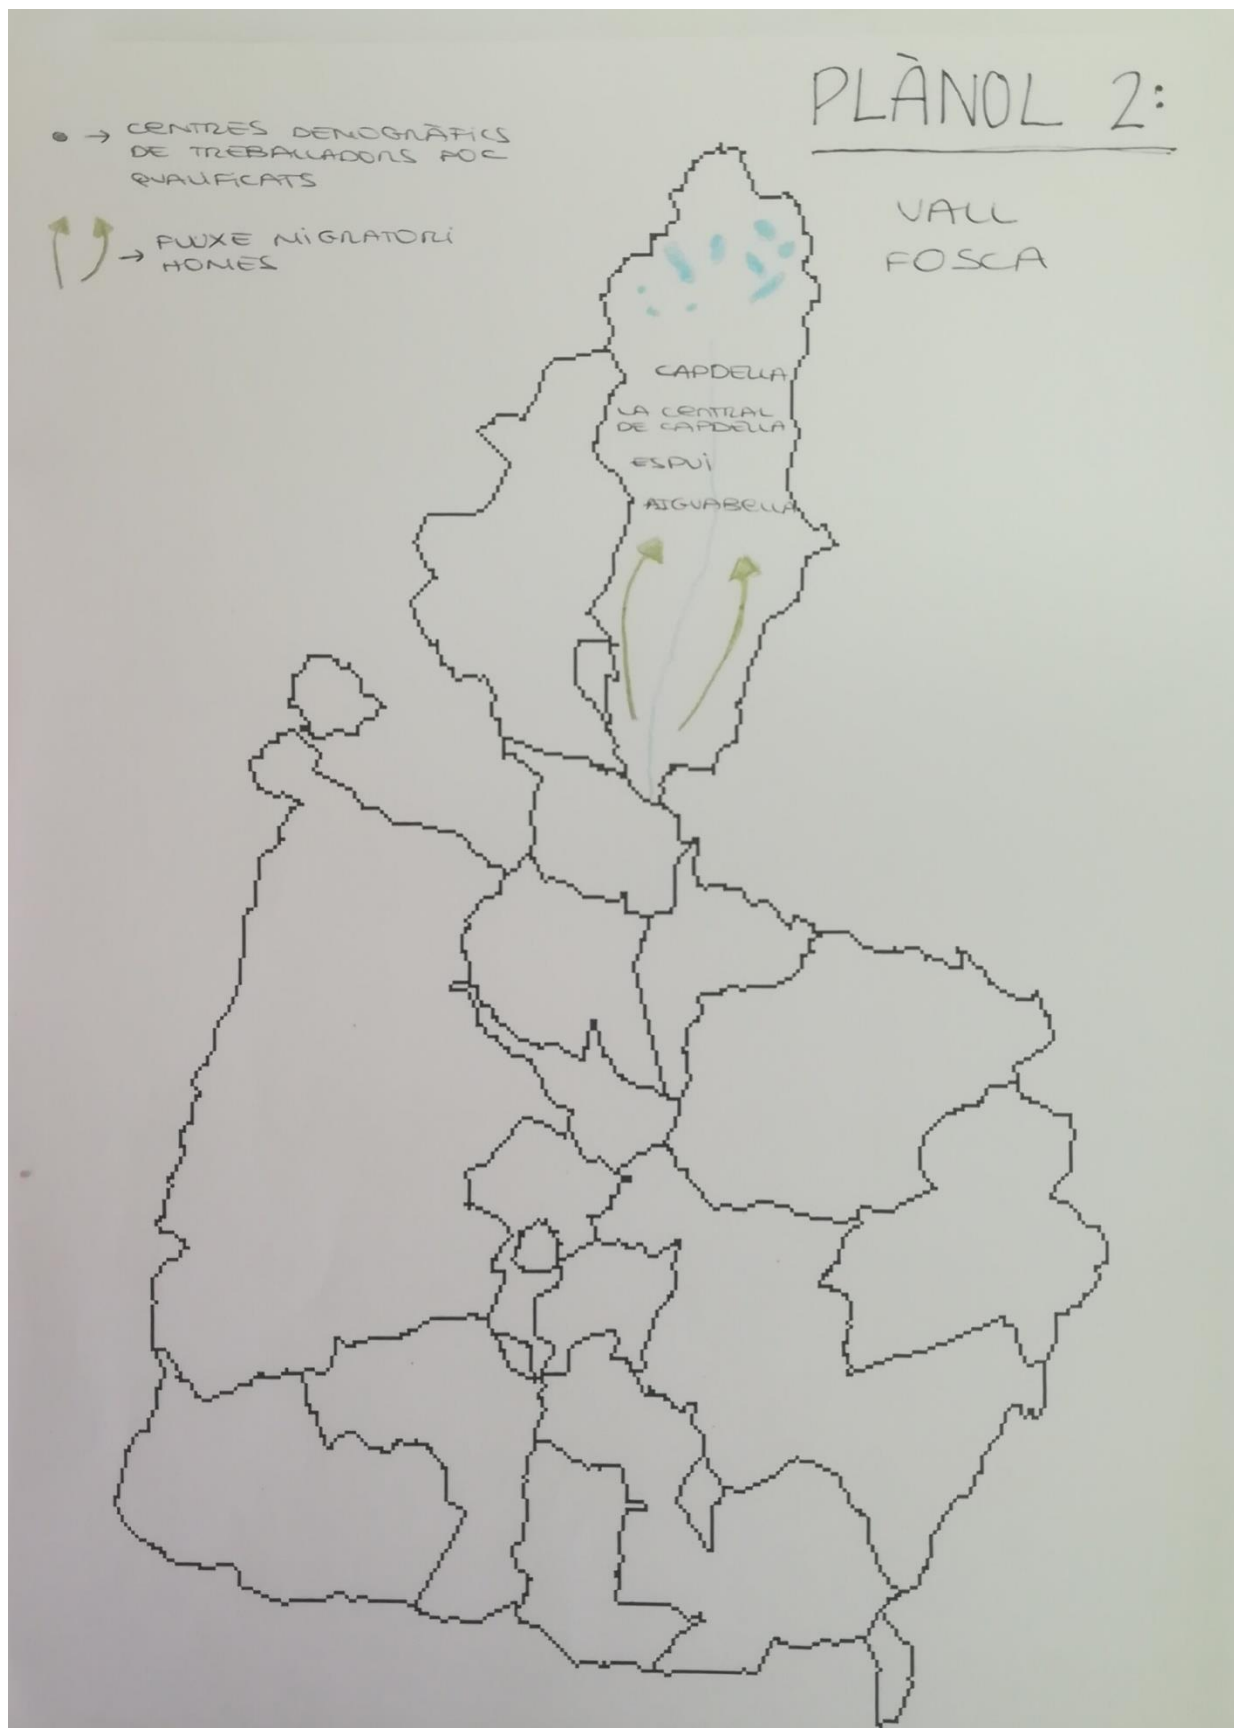 PLÀNOL 2:
VALL
FOSCA
→ CENTRES DEMOGRÀFICS
DE TREBALLADORS POC
QUALIFICATS
→ FLUXE MIGRATORI
HOMES
CAPDELLA
LA CENTRAL
DE CAPDELLA
ESPUI
AIGUABELLA